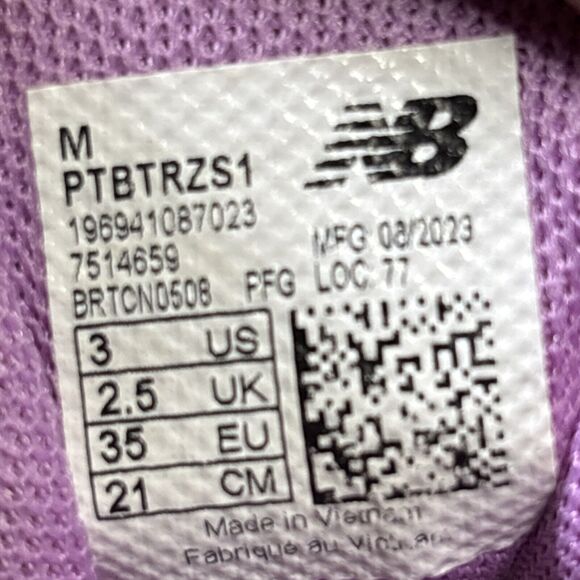 M
NB
PTBTRZS1
196941087023
MFG 08/2023
7514659
LOC 77
BRTCN0508 PFG
3 US
2.5 UK
35 EU
21 CM
Made in Vietnam
Fabriqué au